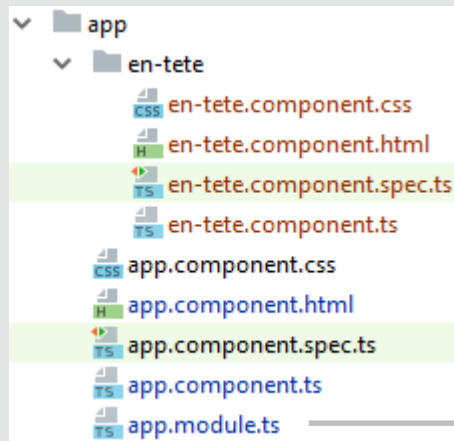 app
en-tete
CSS en-tete.component.css
H en-tete.component.html
TS en-tete.component.spec.ts
TS en-tete.component.ts
CSS app.component.css
H app.component.html
TS app.component.spec.ts
TS app.component.ts
TS app.module.ts